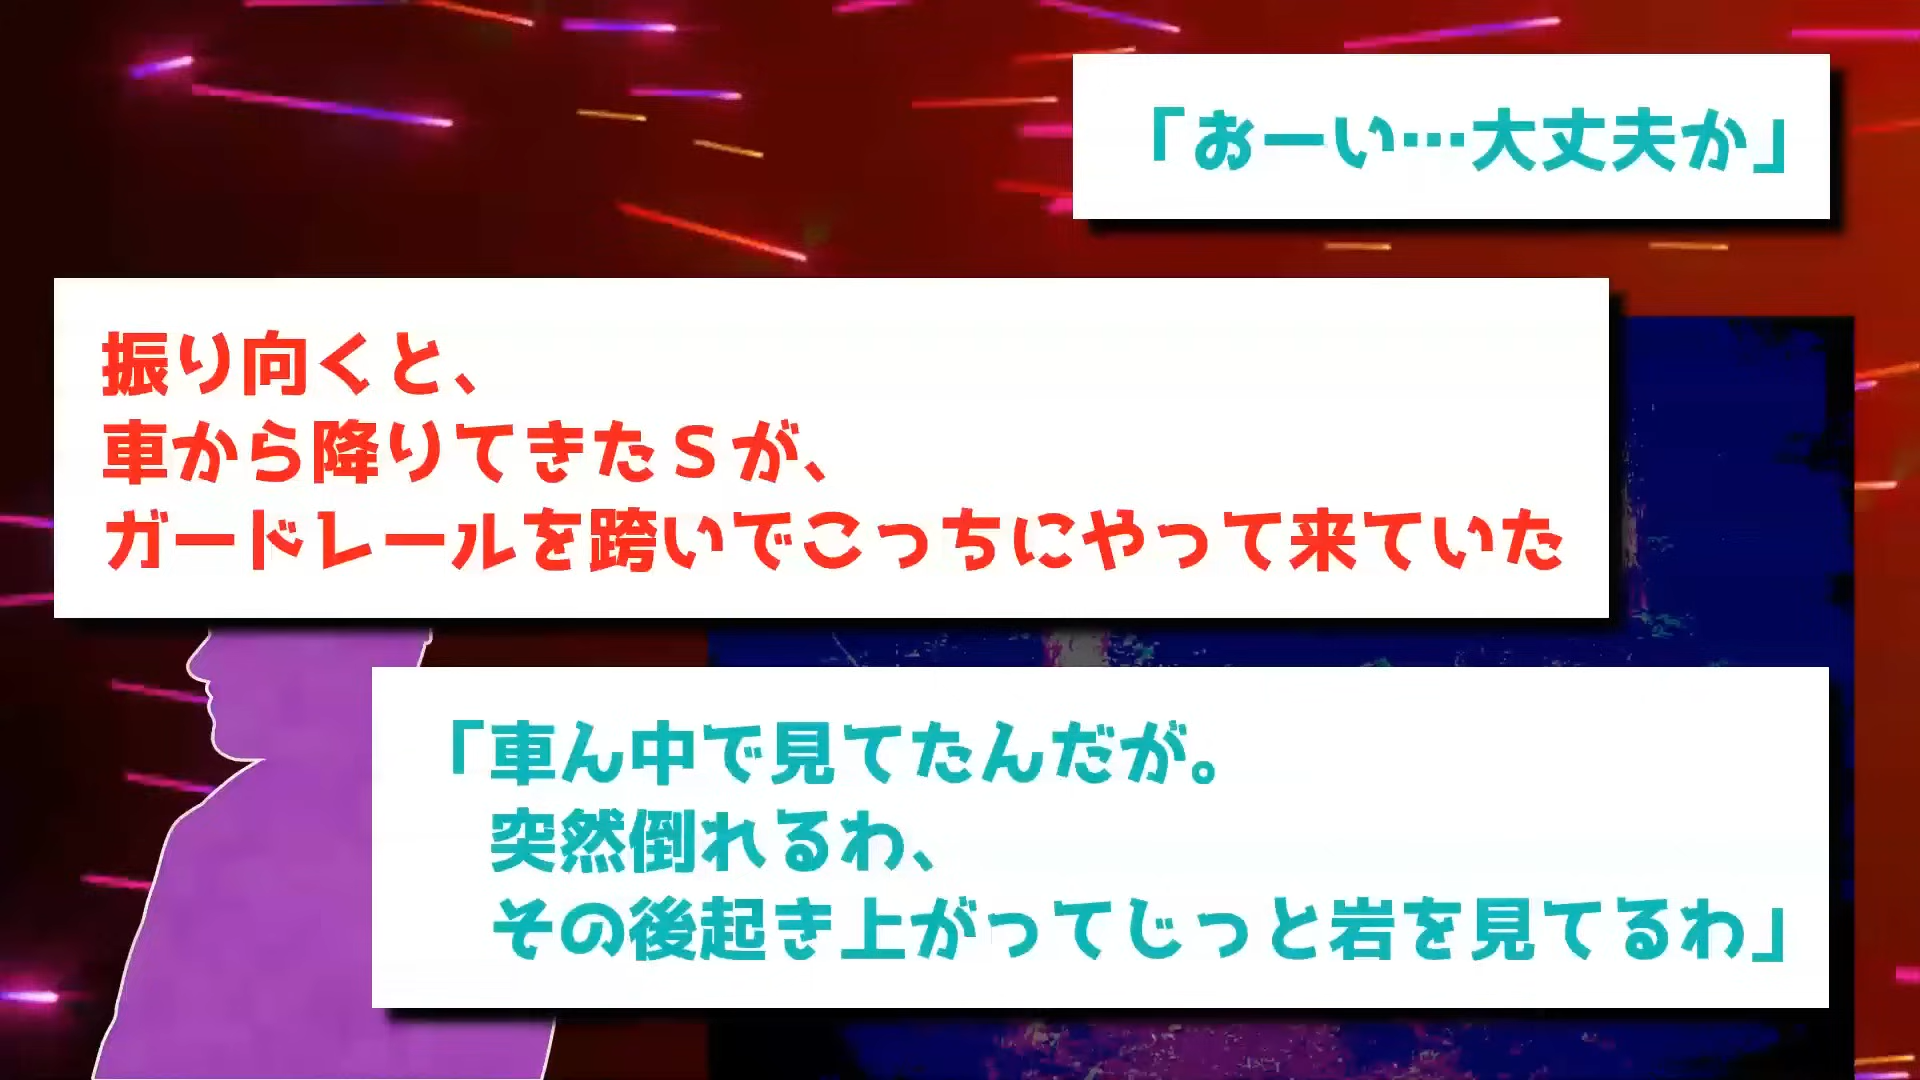 「おーい…大丈夫か」
振り向くと、
車から降りてきたＳが、
ガードレールを跨いでこっちにやって来ていた
「車ん中で見てたんだが。
突然倒れるわ、
その後起き上がってじっと岩を見てるわ」